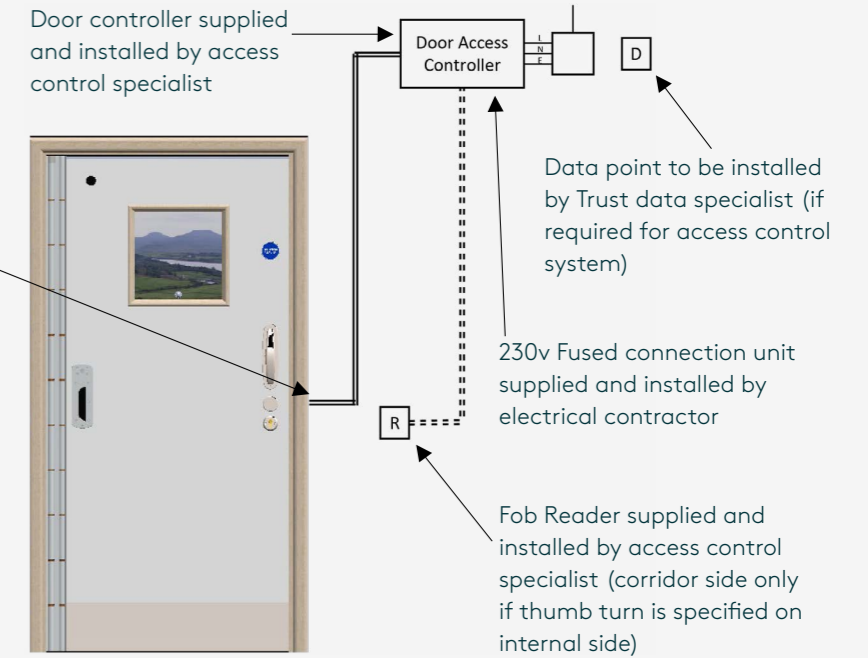 Door controller supplied
and installed by access
control specialist
Door Access
Controller
L
N
E
D
Data point to be installed
by Trust data specialist (if
required for access control
system)
230v Fused connection unit
supplied and installed by
electrical contractor
R
Fob Reader supplied and
installed by access control
specialist (corridor side only
if thumb turn is specified on
internal side)